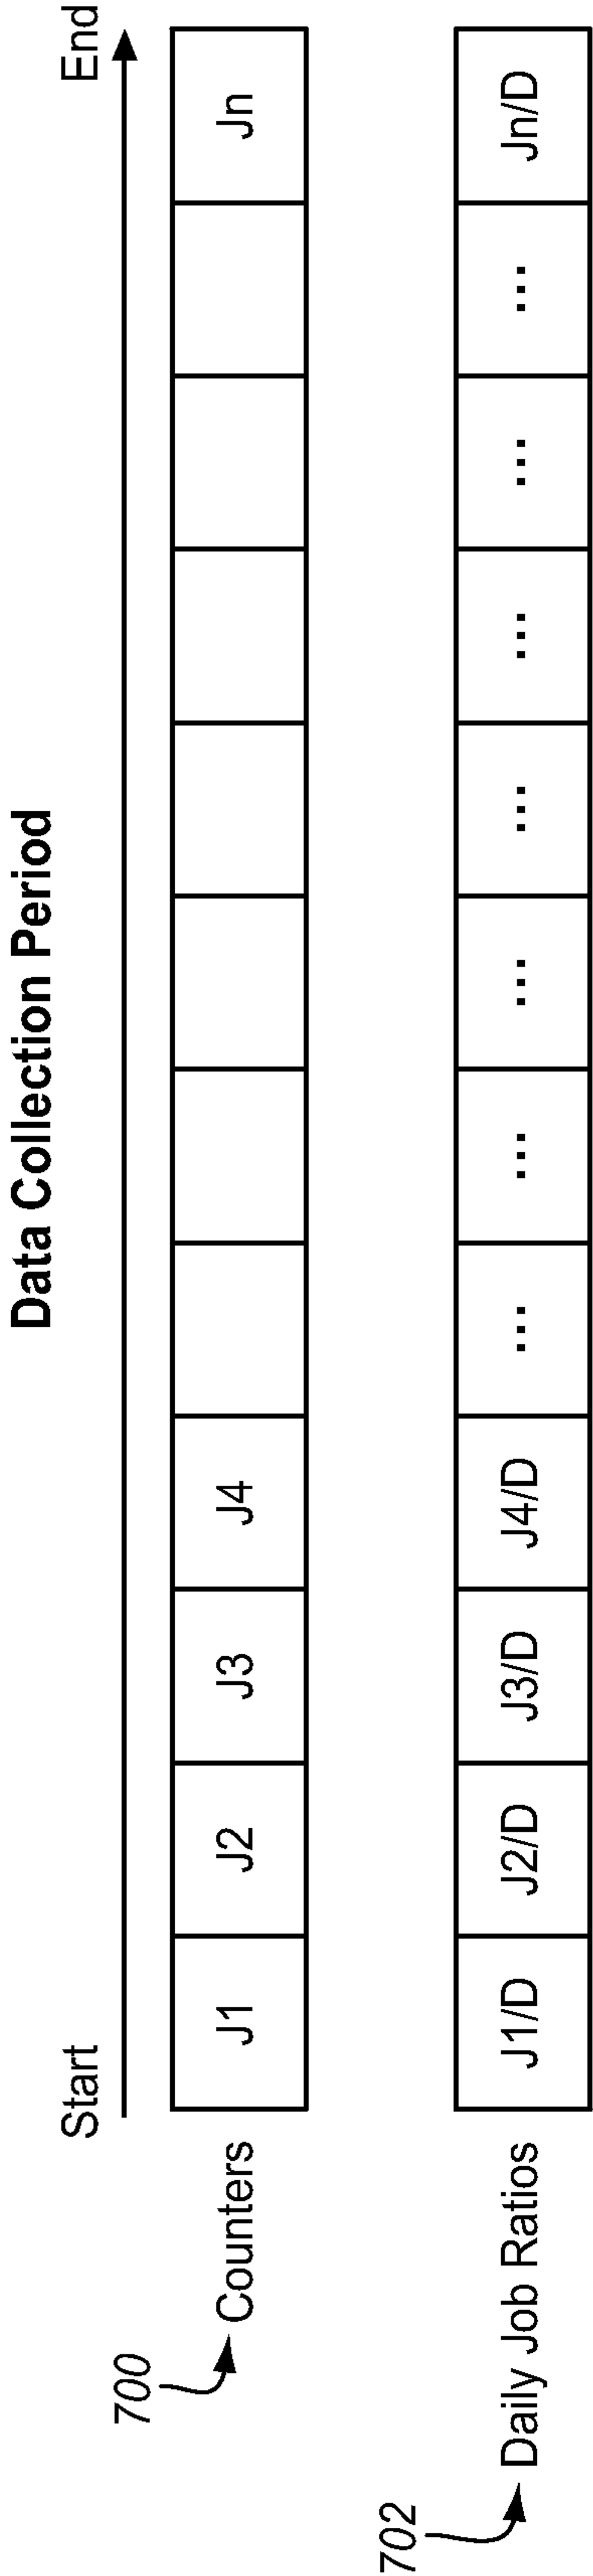 Data Collection Period
Start End
700
Counters J1 J2 J3 J4 Jn
702
Daily Job Ratios J1/D J2/D J3/D J4/D ... ... ... ... ... ... ... Jn/D